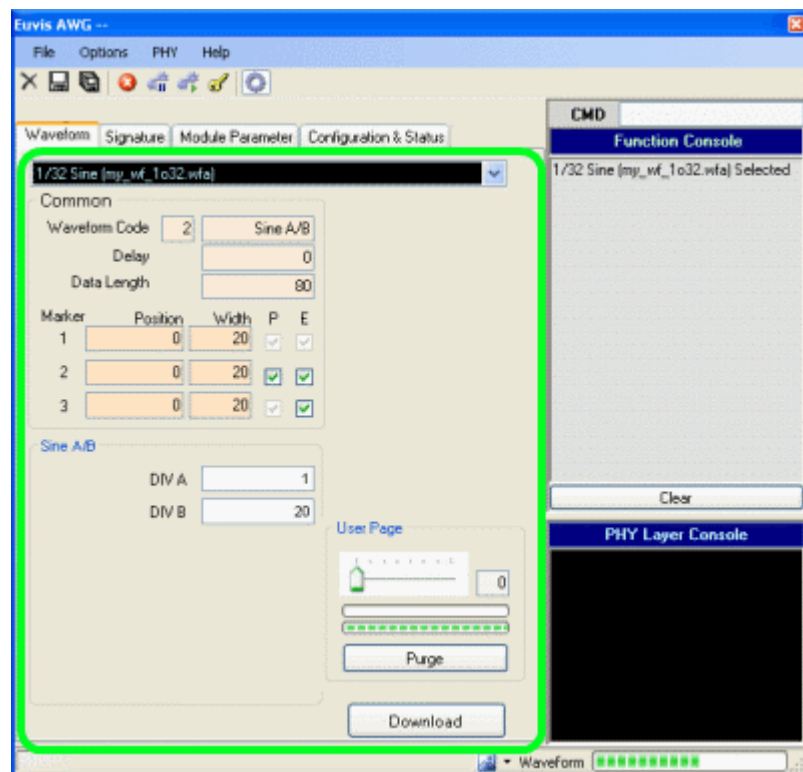 Euvis AWG --
File Options PHY Help
CMD
Waveform Signature Module Parameter Configuration & Status
Function Console
1/32 Sine (my_wf_1o32.wfa)
1/32 Sine (my_wf_1o32.wfa) Selected
Common
Waveform Code 2 Sine A/B
Delay 0
Data Length 80
Marker Position Width P E
1 0 20
2 0 20
3 0 20
Sine A/B
DIV A 1
DIV B 20
Clear
User Page
PHY Layer Console
0
Purge
Download
Waveform